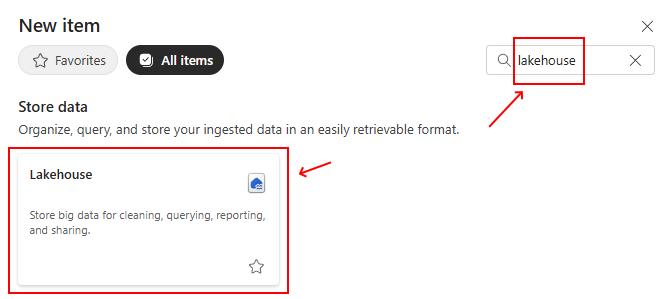 New item
Favorites
All items
lakehouse
Store data
Organize, query, and store your ingested data in an easily retrievable format.
Lakehouse
Store big data for cleaning, querying, reporting,
and sharing.